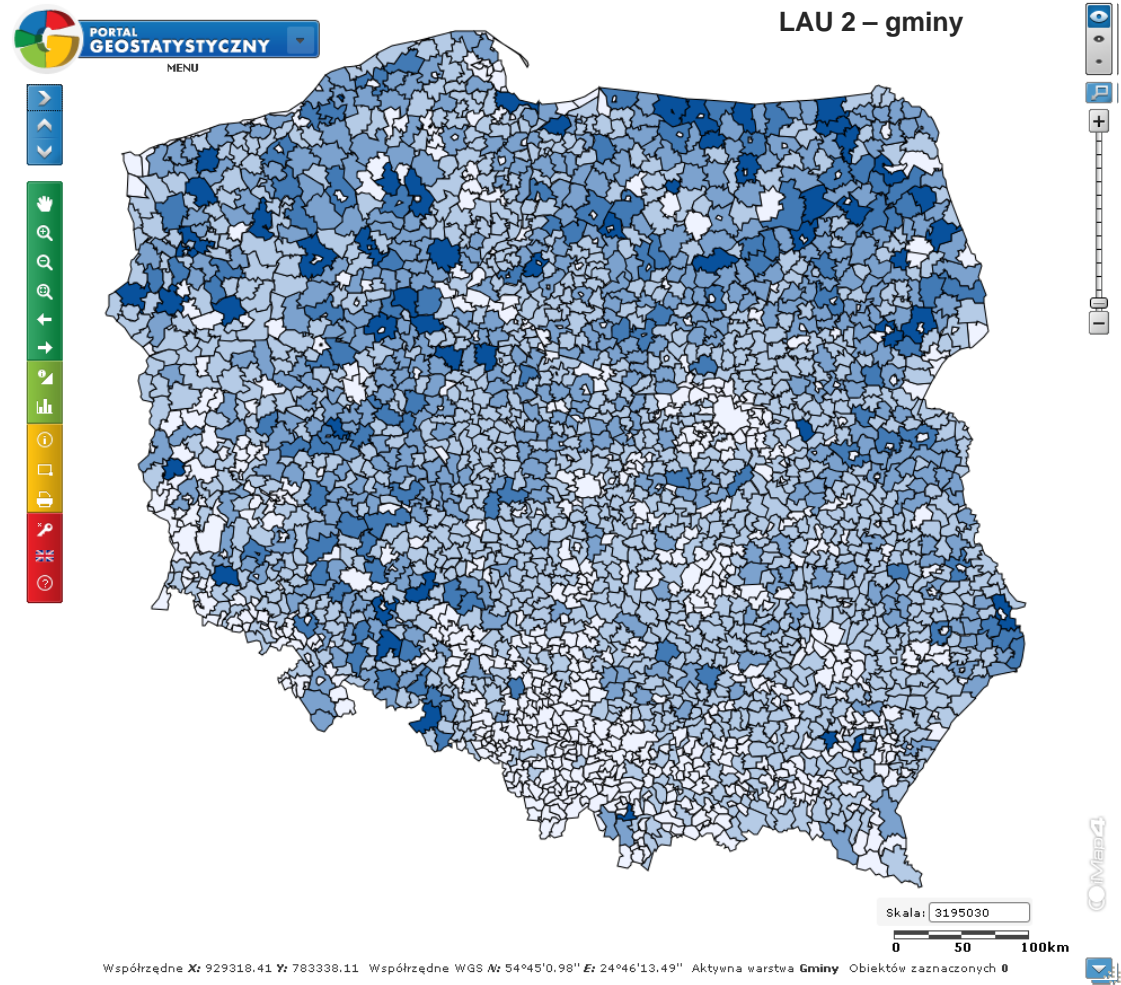 LAU 2 – gminy
PORTAL
GEOSTATYSTYCZNY
MENU
Skala: 3195030
0 50 100km
Współrzędne X: 929318.41 Y: 783338.11 Współrzędne WGS N: 54°45'0.98" E: 24°46'13.49" Aktywna warstwa Gminy Obiektów zaznaczonych 0
iMap4